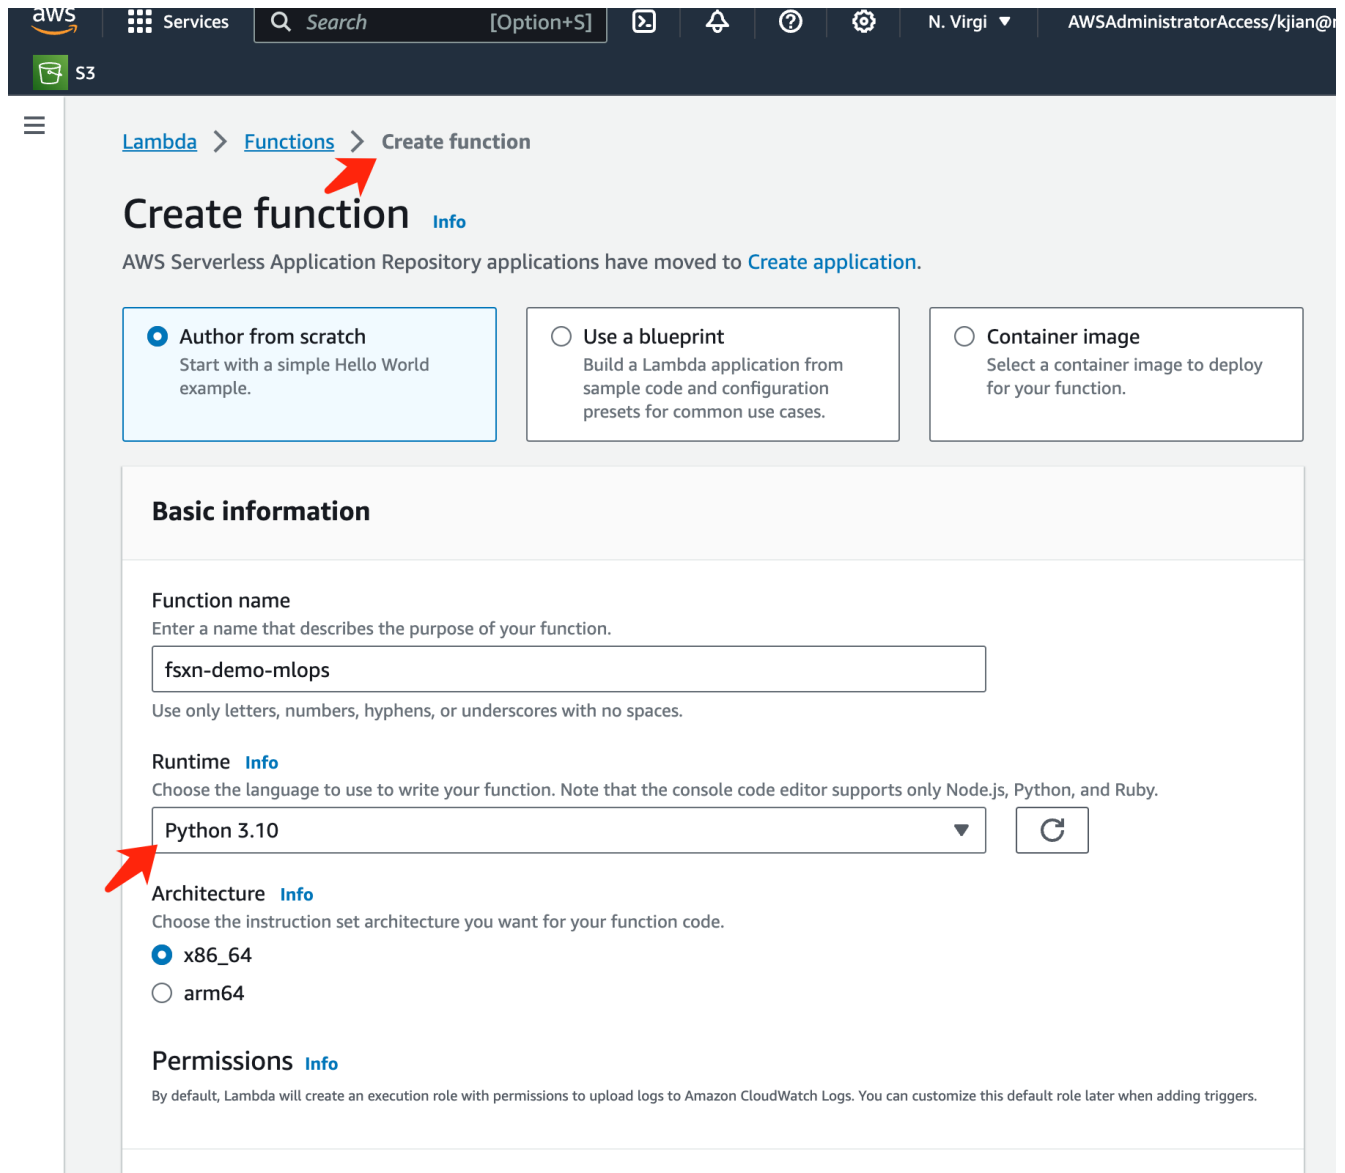 aws
Services
Search
[Option+S]
N. Virgi
AWSAdministratorAccess/kjian@
S3
Lambda
Functions
Create function
Create function Info
AWS Serverless Application Repository applications have moved to Create application.
Author from scratch
Start with a simple Hello World
example.
Use a blueprint
Build a Lambda application from
sample code and configuration
presets for common use cases.
Container image
Select a container image to deploy
for your function.
Basic information
Function name
Enter a name that describes the purpose of your function.
fsxn-demo-mlops
Use only letters, numbers, hyphens, or underscores with no spaces.
Runtime Info
Choose the language to use to write your function. Note that the console code editor supports only Node.js, Python, and Ruby.
Python 3.10
Architecture Info
Choose the instruction set architecture you want for your function code.
x86_64
arm64
Permissions Info
By default, Lambda will create an execution role with permissions to upload logs to Amazon CloudWatch Logs. You can customize this default role later when adding triggers.